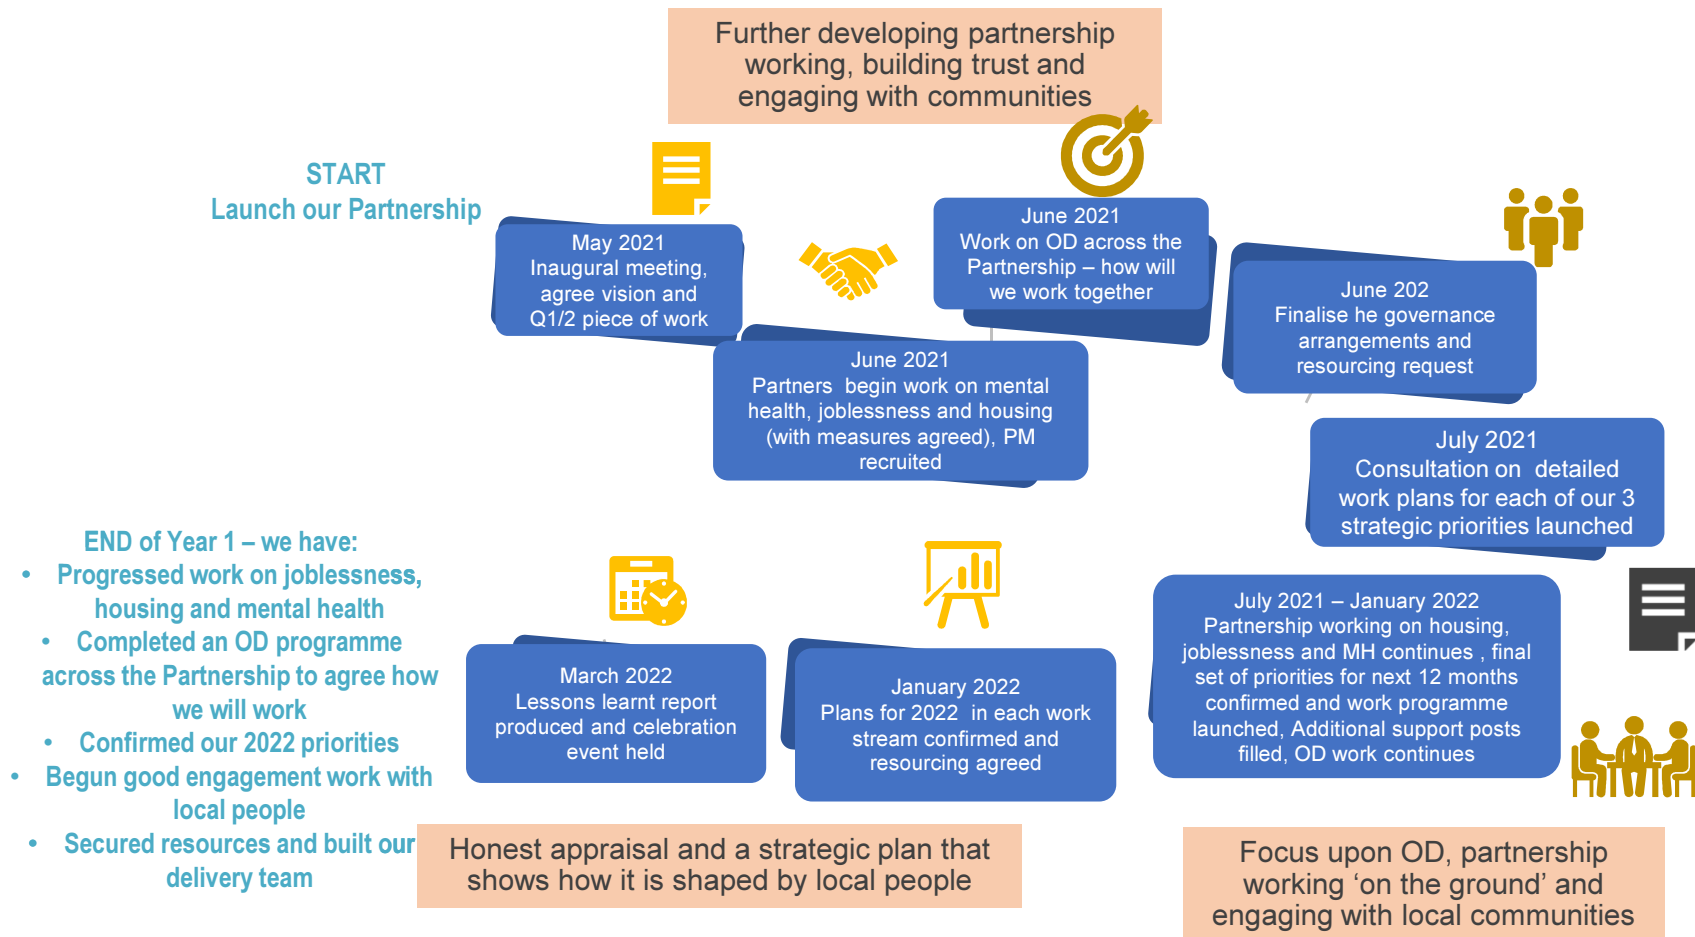 Further developing partnership
working, building trust and
engaging with communities
START
Launch our Partnership
May 2021
Inaugural meeting,
agree vision and
Q1/2 piece of work
June 2021
Partners  begin work on mental
health, joblessness and housing
(with measures agreed), PM
recruited
June 2021
Work on OD across the
Partnership – how will
we work together
June 202
Finalise he governance
arrangements and
resourcing request
July 2021
Consultation on  detailed
work plans for each of our 3
strategic priorities launched
July 2021 – January 2022
Partnership working on housing,
joblessness and MH continues , final
set of priorities for next 12 months
confirmed and work programme
launched, Additional support posts
filled, OD work continues
January 2022
Plans for 2022  in each work
stream confirmed and
resourcing agreed
March 2022
Lessons learnt report
produced and celebration
event held
END of Year 1 – we have:
• Progressed work on joblessness,
housing and mental health
• Completed an OD programme
across the Partnership to agree how
we will work
• Confirmed our 2022 priorities
• Begun good engagement work with
local people
• Secured resources and built our
delivery team
Honest appraisal and a strategic plan that
shows how it is shaped by local people
Focus upon OD, partnership
working ‘on the ground’ and
engaging with local communities